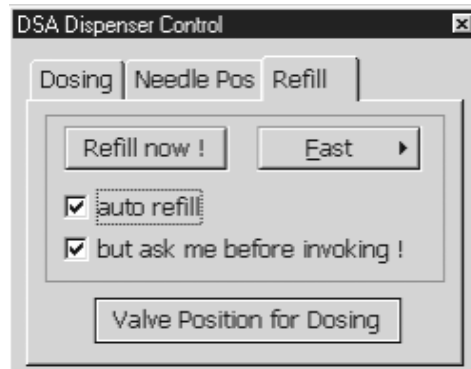 DSA Dispenser Control
Dosing Needle Pos Refill
Refill now ! Fast
auto refill
but ask me before invoking !
Valve Position for Dosing